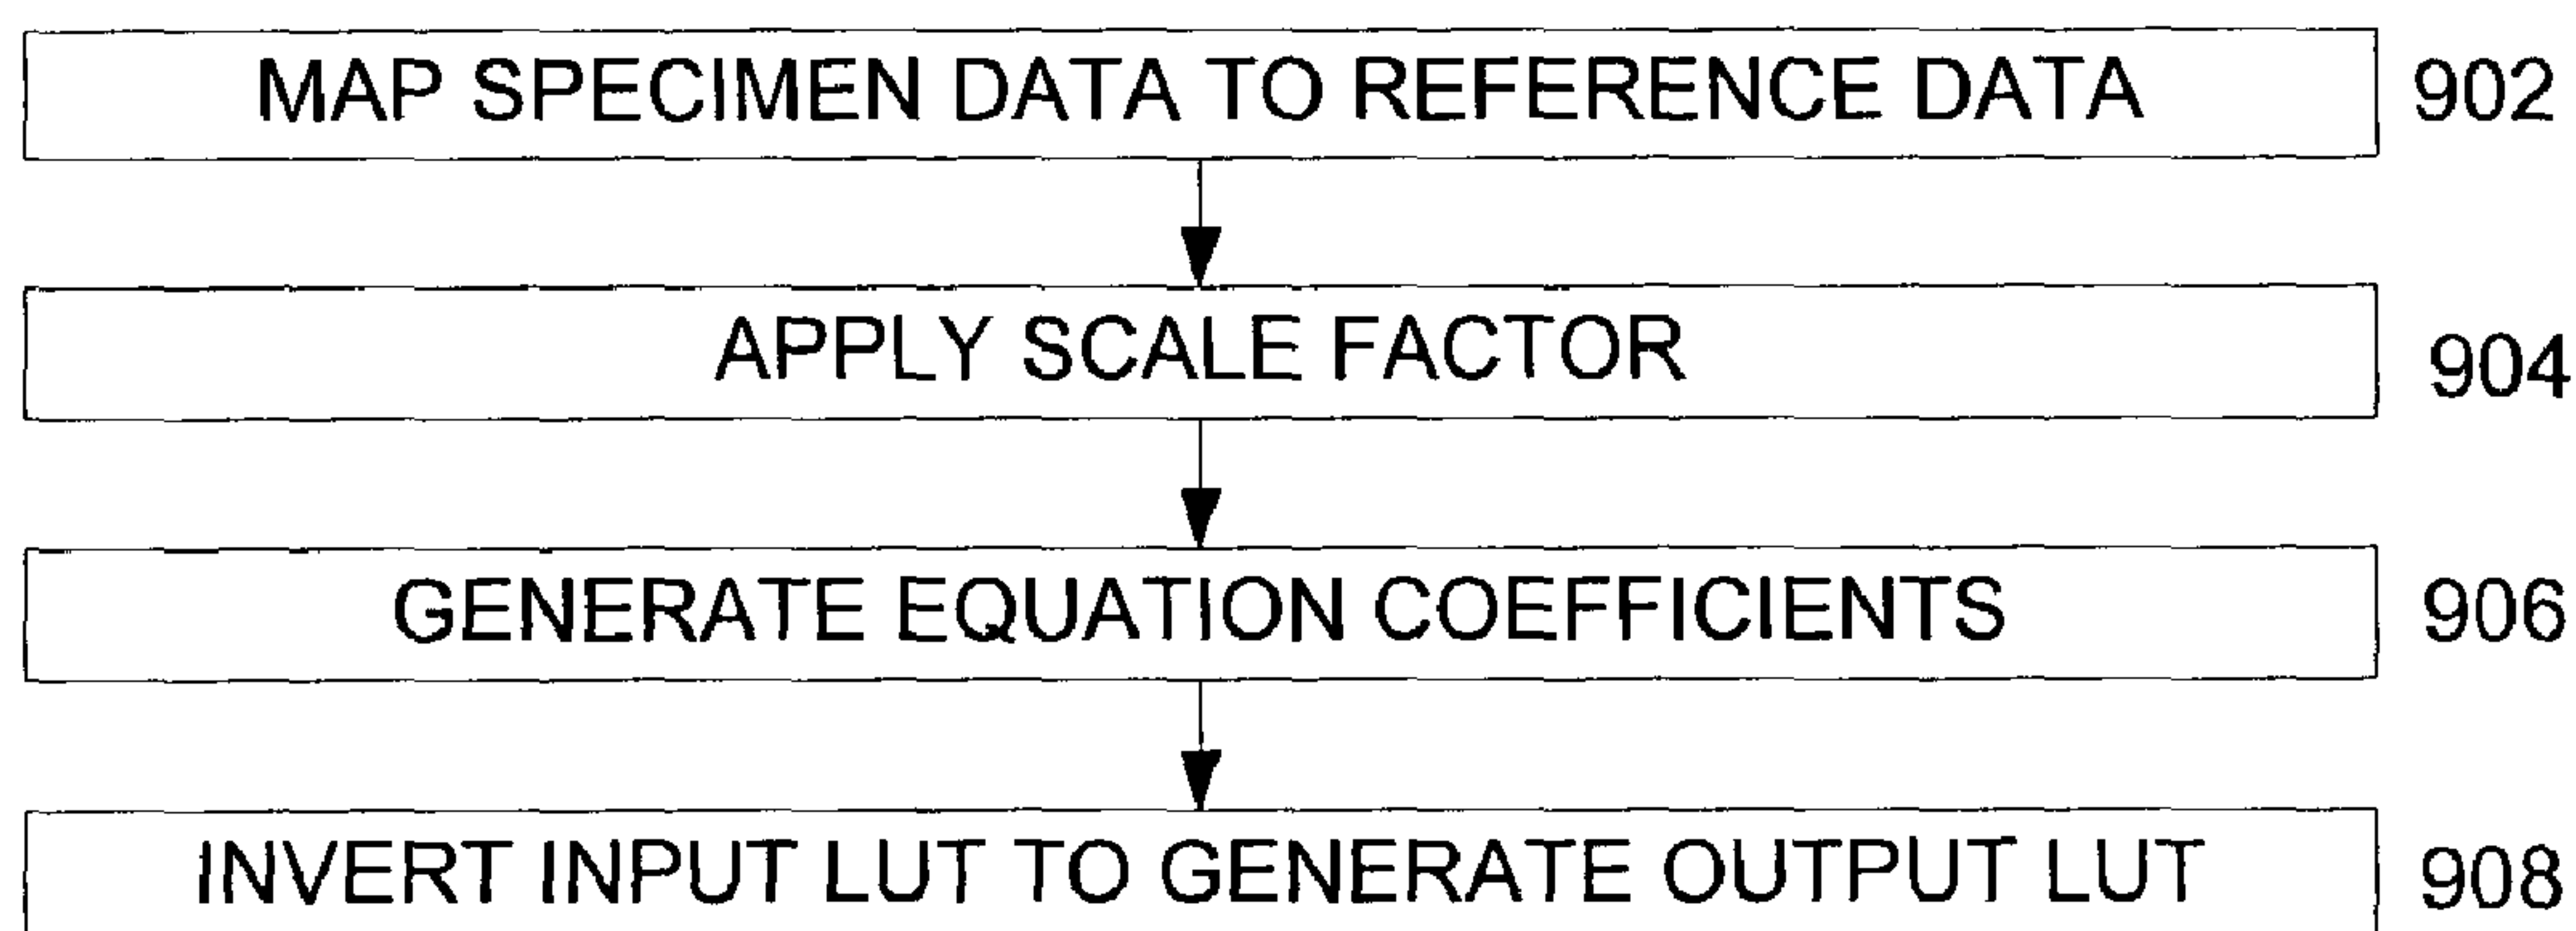 MAP SPECIMEN DATA TO REFERENCE DATA 902
APPLY SCALE FACTOR 904
GENERATE EQUATION COEFFICIENTS 906
INVERT INPUT LUT TO GENERATE OUTPUT LUT 908